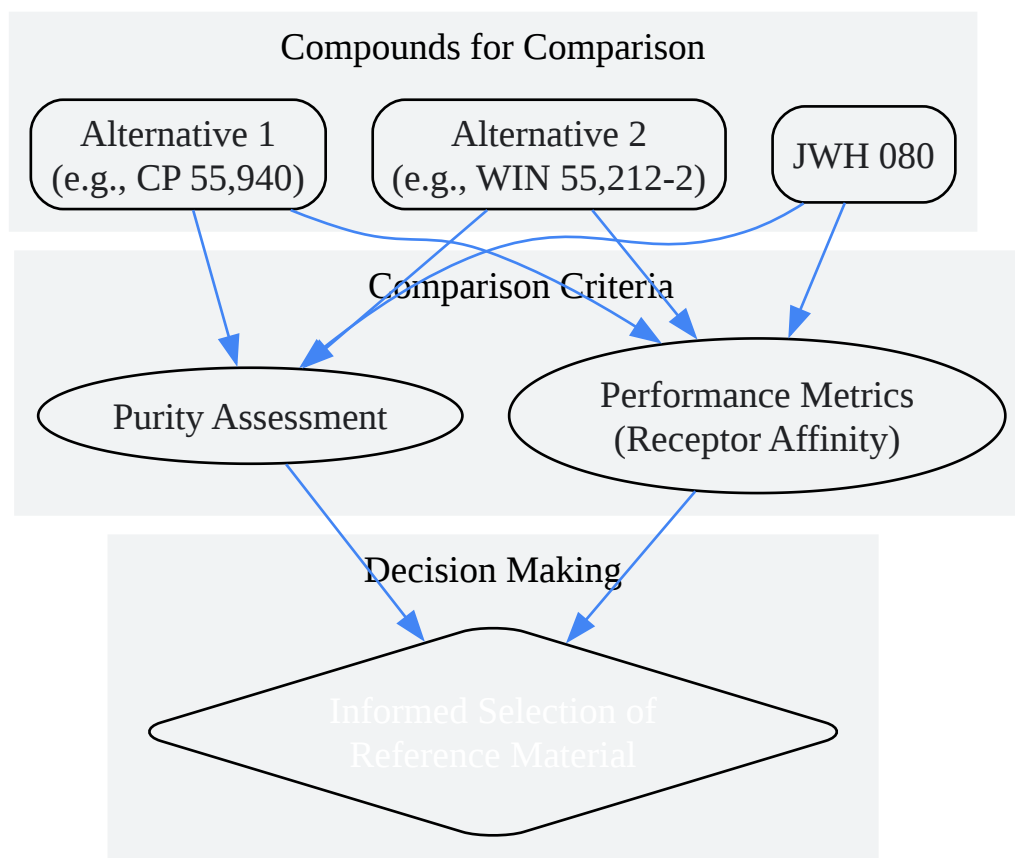 Compounds for Comparison
Alternative 1
(e.g., CP 55,940)
Alternative 2
(e.g., WIN 55,212-2)
JWH 080
Comparison Criteria
Purity Assessment
Performance Metrics
(Receptor Affinity)
Decision Making
Informed Selection of
Reference Material